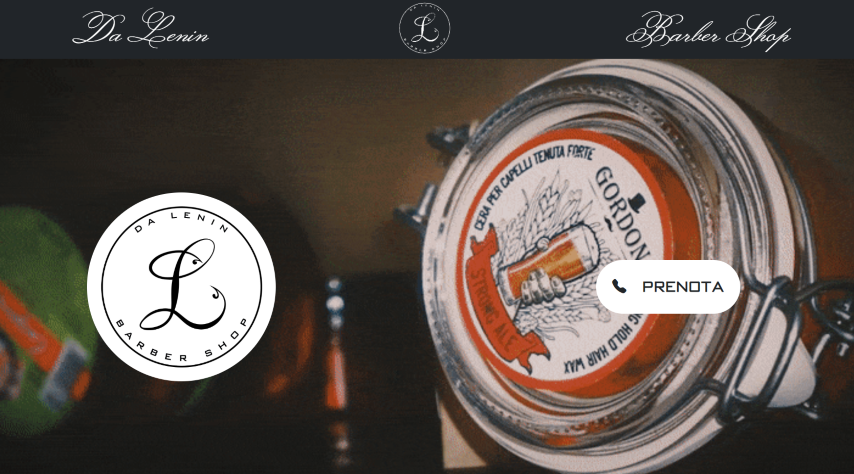 Da Lenin
DA LENIN
L
BARBER SHOP
Barber Shop
DA LENIN
L
BARBER SHOP
CERA PER CAPELLI TENUTA FORTE
GORDON
STRONG ALE
HOLD HAIR WAX
PRENOTA